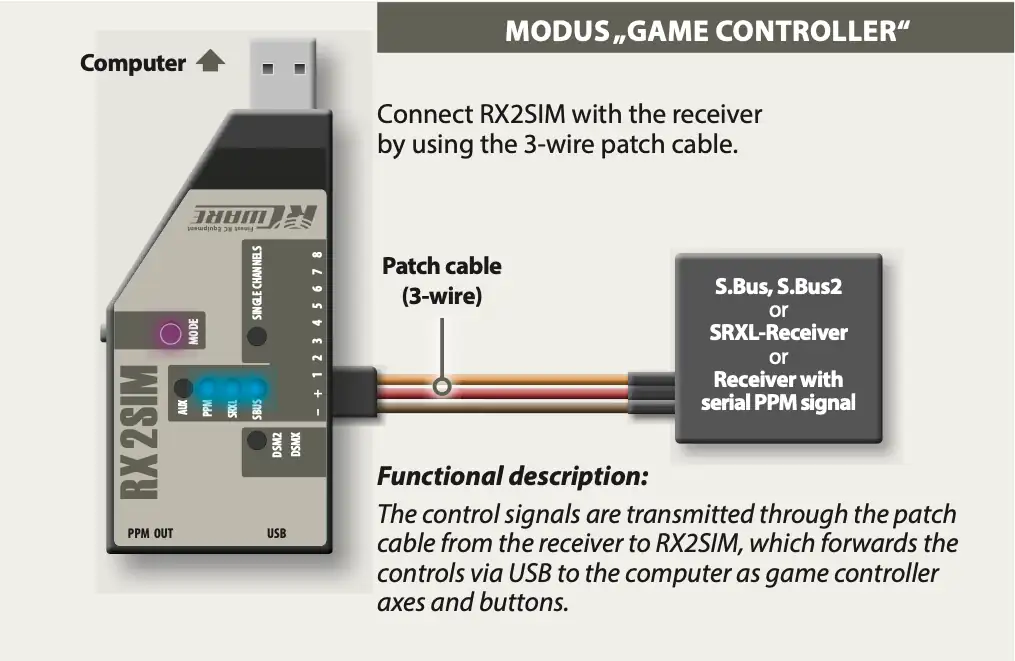 MODUS „GAME CONTROLLER“
Computer
Connect RX2SIM with the receiver
by using the 3-wire patch cable.
RCWARE
Finest RC Equipment
SINGLE CHANNELS
− + 1 2 3 4 5 6 7 8
MODE
AUX
PPM
SRXL
SBUS
DSM2
DSMX
RX2SIM
PPM OUT
USB
Patch cable
(3-wire)
S.Bus, S.Bus2
or
SRXL-Receiver
or
Receiver with
serial PPM signal
Functional description:
The control signals are transmitted through the patch
cable from the receiver to RX2SIM, which forwards the
controls via USB to the computer as game controller
axes and buttons.